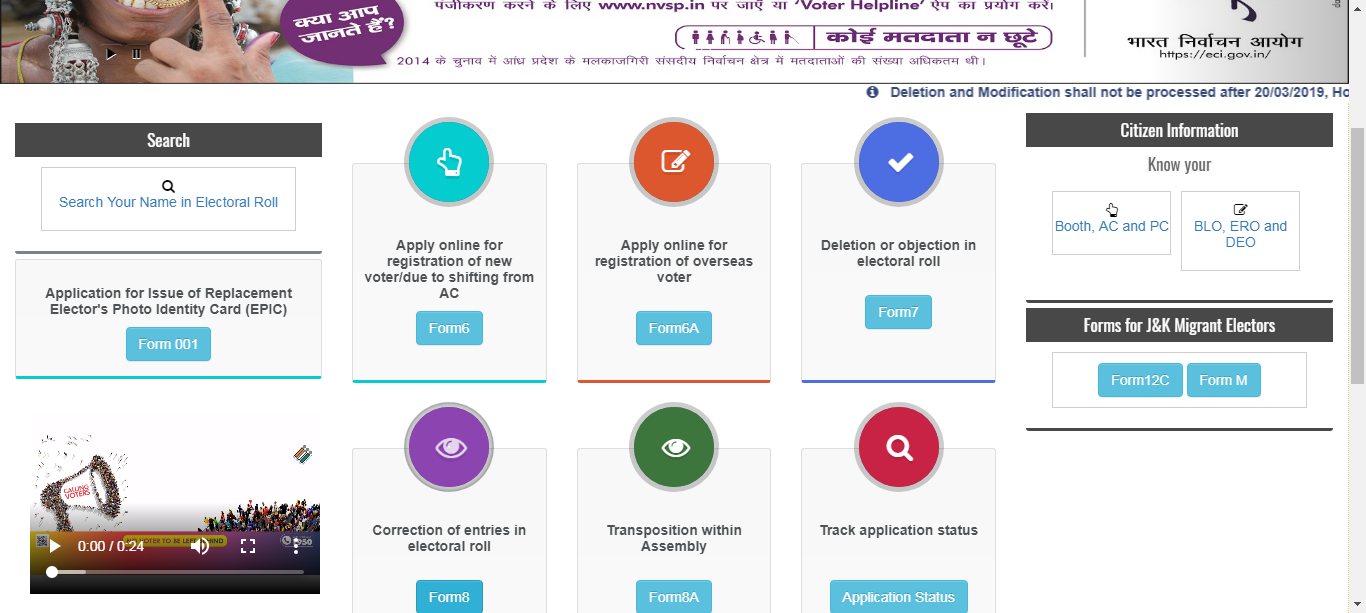 पंजीकरण करने के लिए www.nvsp.in पर जाएँ या 'Voter Helpline' ऐप का प्रयोग करें।
क्या आप
जानते हैं?
कोई मतदाता न छूटे
2014 के चुनाव में आंध्र प्रदेश के मलकाजगिरी संसदीय निर्वाचन क्षेत्र में मतदाताओं की संख्या अधिकतम थी।
भारत निर्वाचन आयोग
https://eci.gov.in/
Deletion and Modification shall not be processed after 20/03/2019, Ho
Search
Search Your Name in Electoral Roll
Application for Issue of Replacement
Elector's Photo Identity Card (EPIC)
Form 001
CALLING
VOTERS
0:00 / 0:24
Apply online for
registration of new
voter/due to shifting from
AC
Form6
Apply online for
registration of overseas
voter
Form6A
Deletion or objection in
electoral roll
Form7
Correction of entries in
electoral roll
Form8
Transposition within
Assembly
Form8A
Track application status
Application Status
Citizen Information
Know your
Booth, AC and PC
BLO, ERO and
DEO
Forms for J&K Migrant Electors
Form12C
Form M